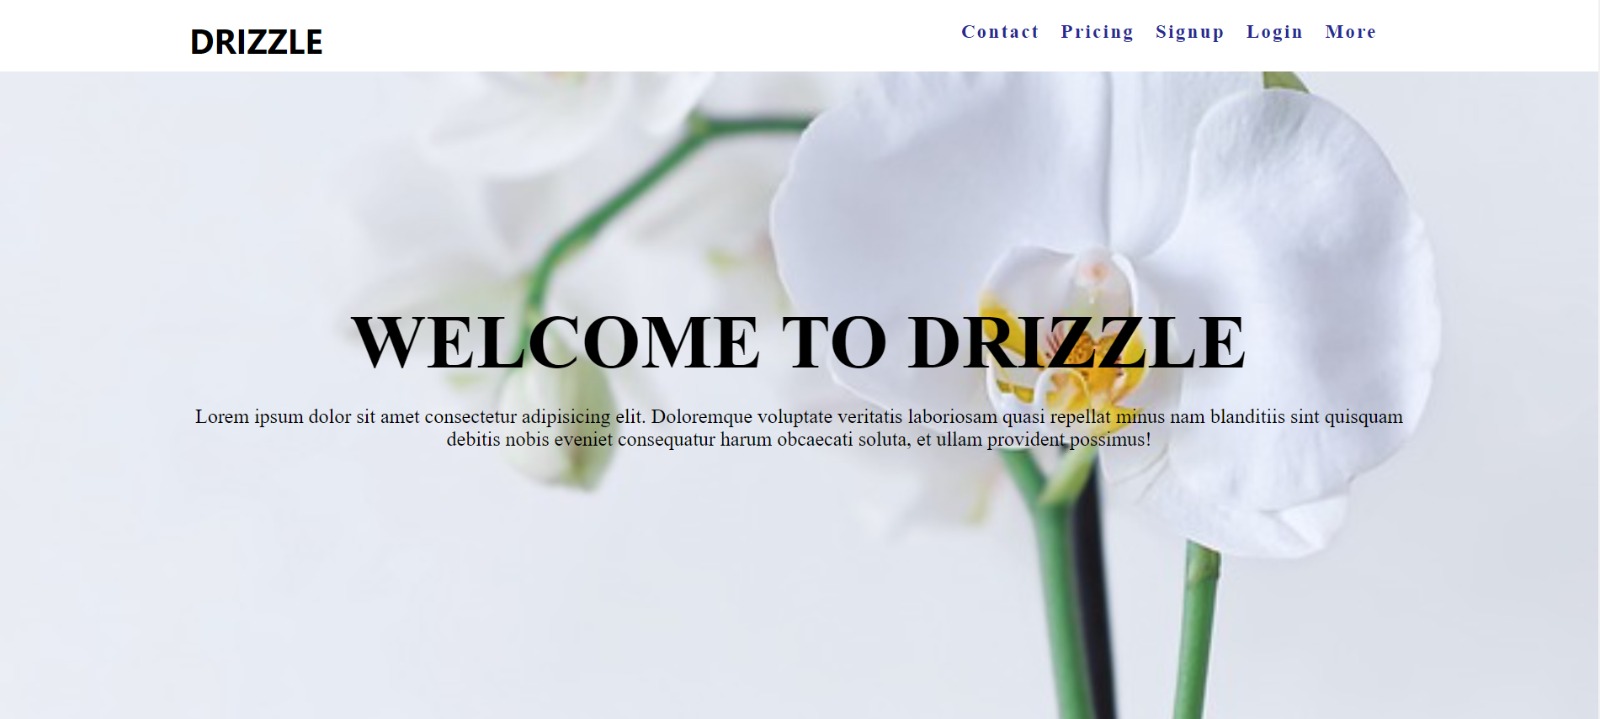 DRIZZLE
Contact Pricing Signup Login More
WELCOME TO DRIZZLE
Lorem ipsum dolor sit amet consectetur adipisicing elit. Doloremque voluptate veritatis laboriosam quasi repellat minus nam blanditiis sint quisquam
debitis nobis eveniet consequatur harum obcaecati soluta, et ullam provident possimus!